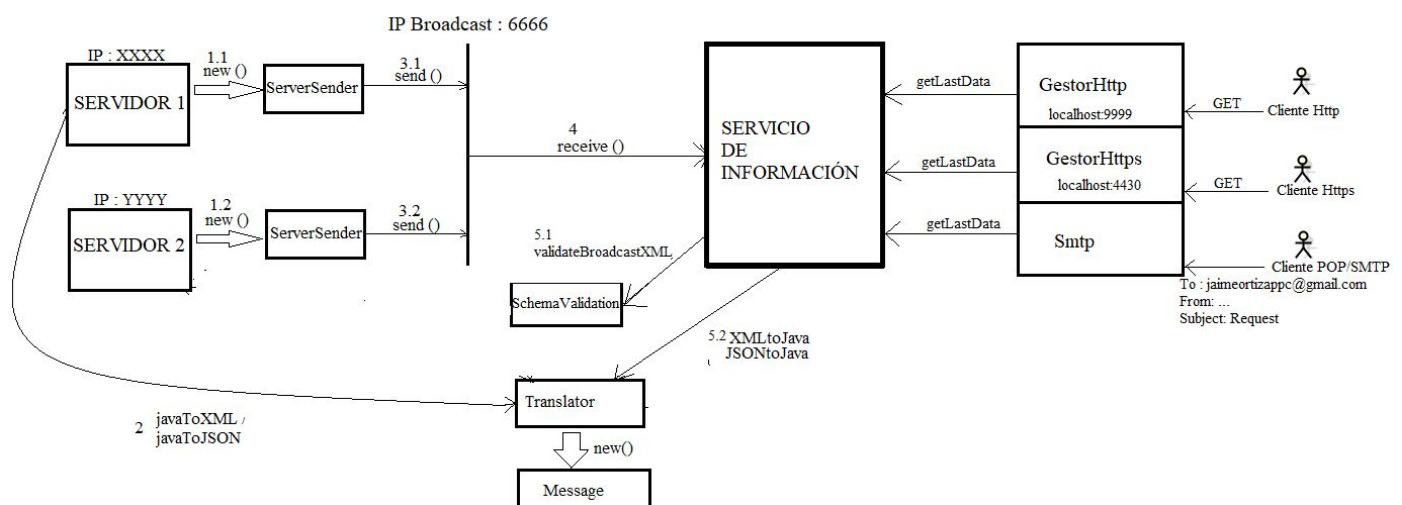 IP Broadcast : 6666
IP : XXXX
1.1
new ()
SERVIDOR 1
ServerSender
3.1
send ()
IP : YYYY
1.2
new ()
SERVIDOR 2
ServerSender
3.2
send ()
4
receive ()
SERVICIO
DE
INFORMACIÓN
getLastData
getLastData
getLastData
GestorHttp
localhost:9999
GestorHttps
localhost:4430
Smtp
GET
Cliente Http
GET
Cliente Https
Cliente POP/SMTP
To : jaimeortizappc@gmail.com
From: ...
Subject: Request
5.1
validateBroadcastXML
SchemaValidation
5.2 XMLtoJava
JSONtoJava
2 javaToXML /
javaToJSON
Translator
new()
Message